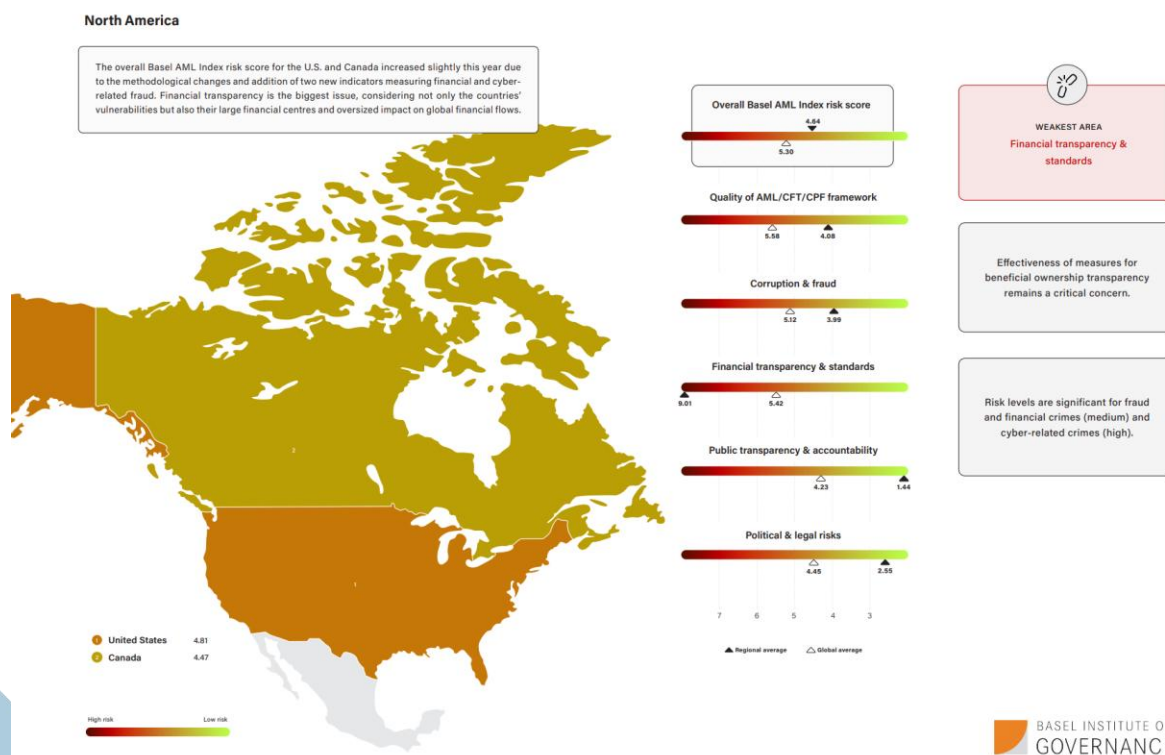 North America
The overall Basel AML Index risk score for the U.S. and Canada increased slightly this year due
to the methodological changes and addition of two new indicators measuring financial and cyber-
related fraud. Financial transparency is the biggest issue, considering not only the countries'
vulnerabilities but also their large financial centres and oversized impact on global financial flows.
2
1
1 United States 4.81
2 Canada 4.47
High risk Low risk
Overall Basel AML Index risk score
4.64
5.30
Quality of AML/CFT/CPF framework
5.56 4.08
Corruption & fraud
5.12 3.99
Financial transparency & standards
9.01 5.42
Public transparency & accountability
4.23 1.44
Political & legal risks
4.45 2.55
7 6 5 4 3
Regional average Global average
WEAKEST AREA
Financial transparency &
standards
Effectiveness of measures for
beneficial ownership transparency
remains a critical concern.
Risk levels are significant for fraud
and financial crimes (medium) and
cyber-related crimes (high).
BASEL INSTITUTE O
GOVERNANC